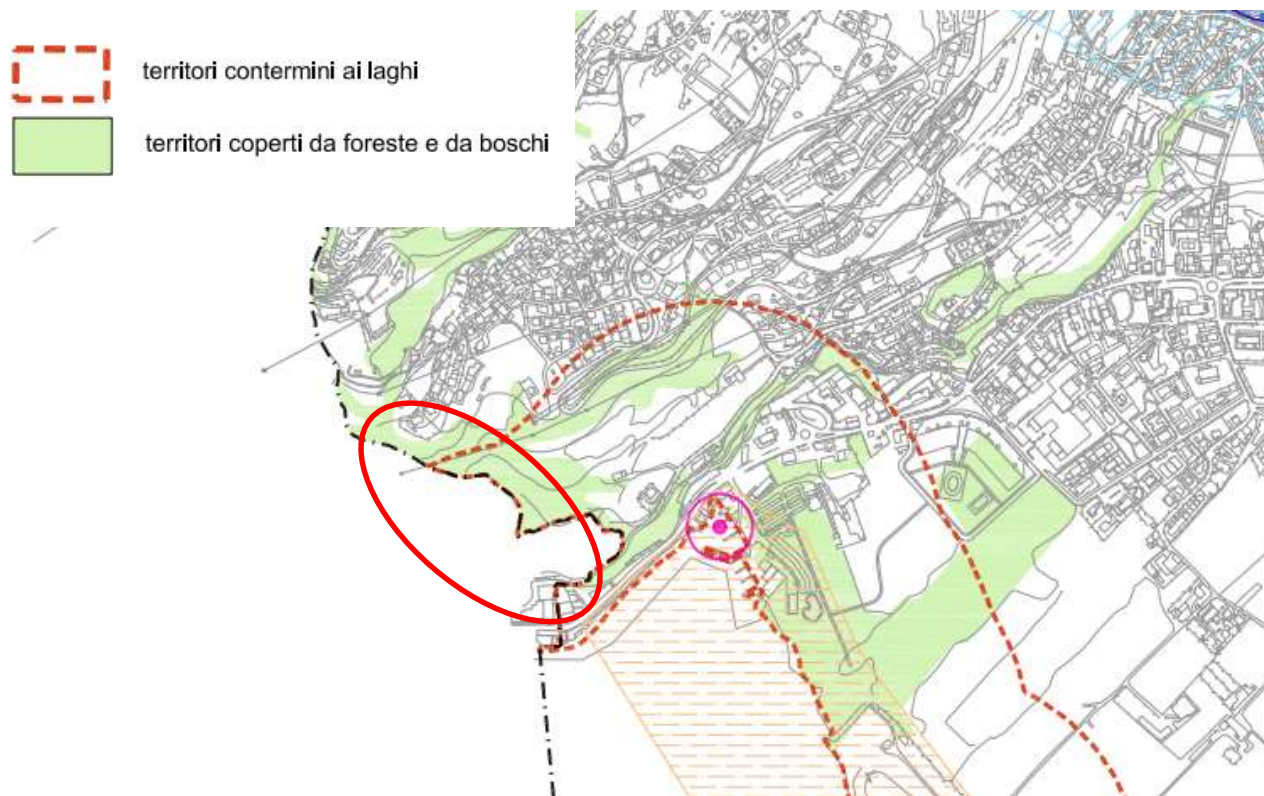 territori contermini ai laghi
territori coperti da foreste e da boschi